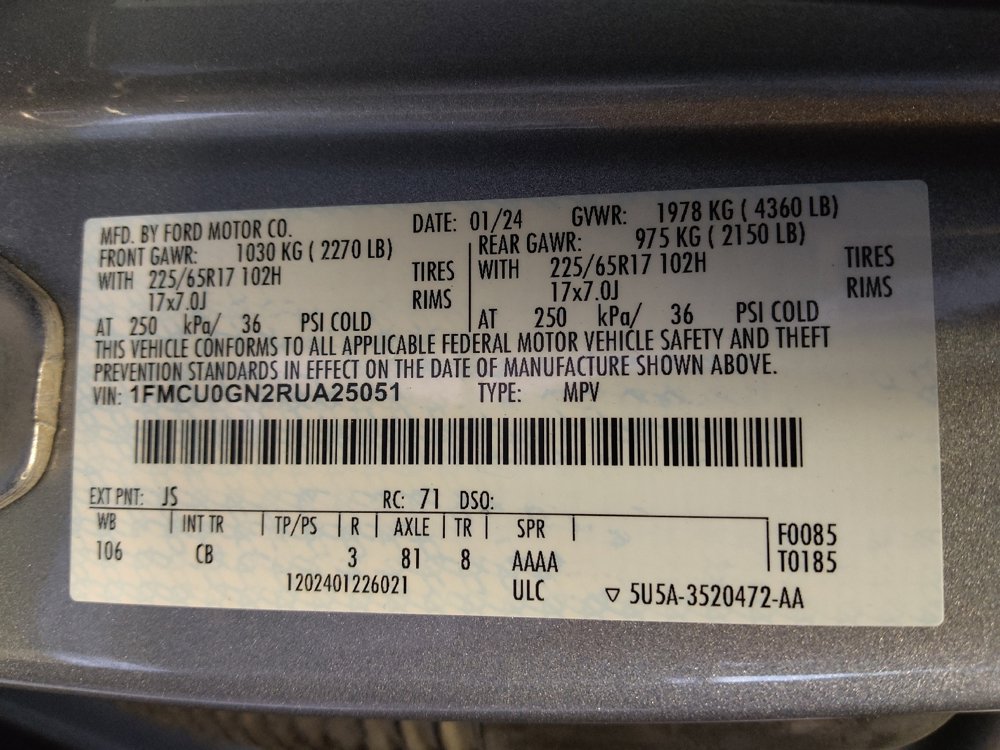 MFD. BY FORD MOTOR CO. DATE: 01/24 GVWR: 1978 KG ( 4360 LB)
FRONT GAWR: 1030 KG ( 2270 LB) REAR GAWR: 975 KG ( 2150 LB)
WITH 225/65R17 102H TIRES WITH 225/65R17 102H TIRES
17x7.0J RIMS 17x7.0J RIMS
AT 250 kPa/ 36 PSI COLD AT 250 kPa/ 36 PSI COLD
THIS VEHICLE CONFORMS TO ALL APPLICABLE FEDERAL MOTOR VEHICLE SAFETY AND THEFT
PREVENTION STANDARDS IN EFFECT ON THE DATE OF MANUFACTURE SHOWN ABOVE.
VIN: 1FMCU0GN2RUA25051 TYPE: MPV
EXT PNT: JS RC: 71 DSO:
WB INT TR TP/PS R AXLE TR SPR F0085
106 CB 3 81 8 AAAA T0185
1202401226021 ULC ▽ 5U5A-3520472-AA